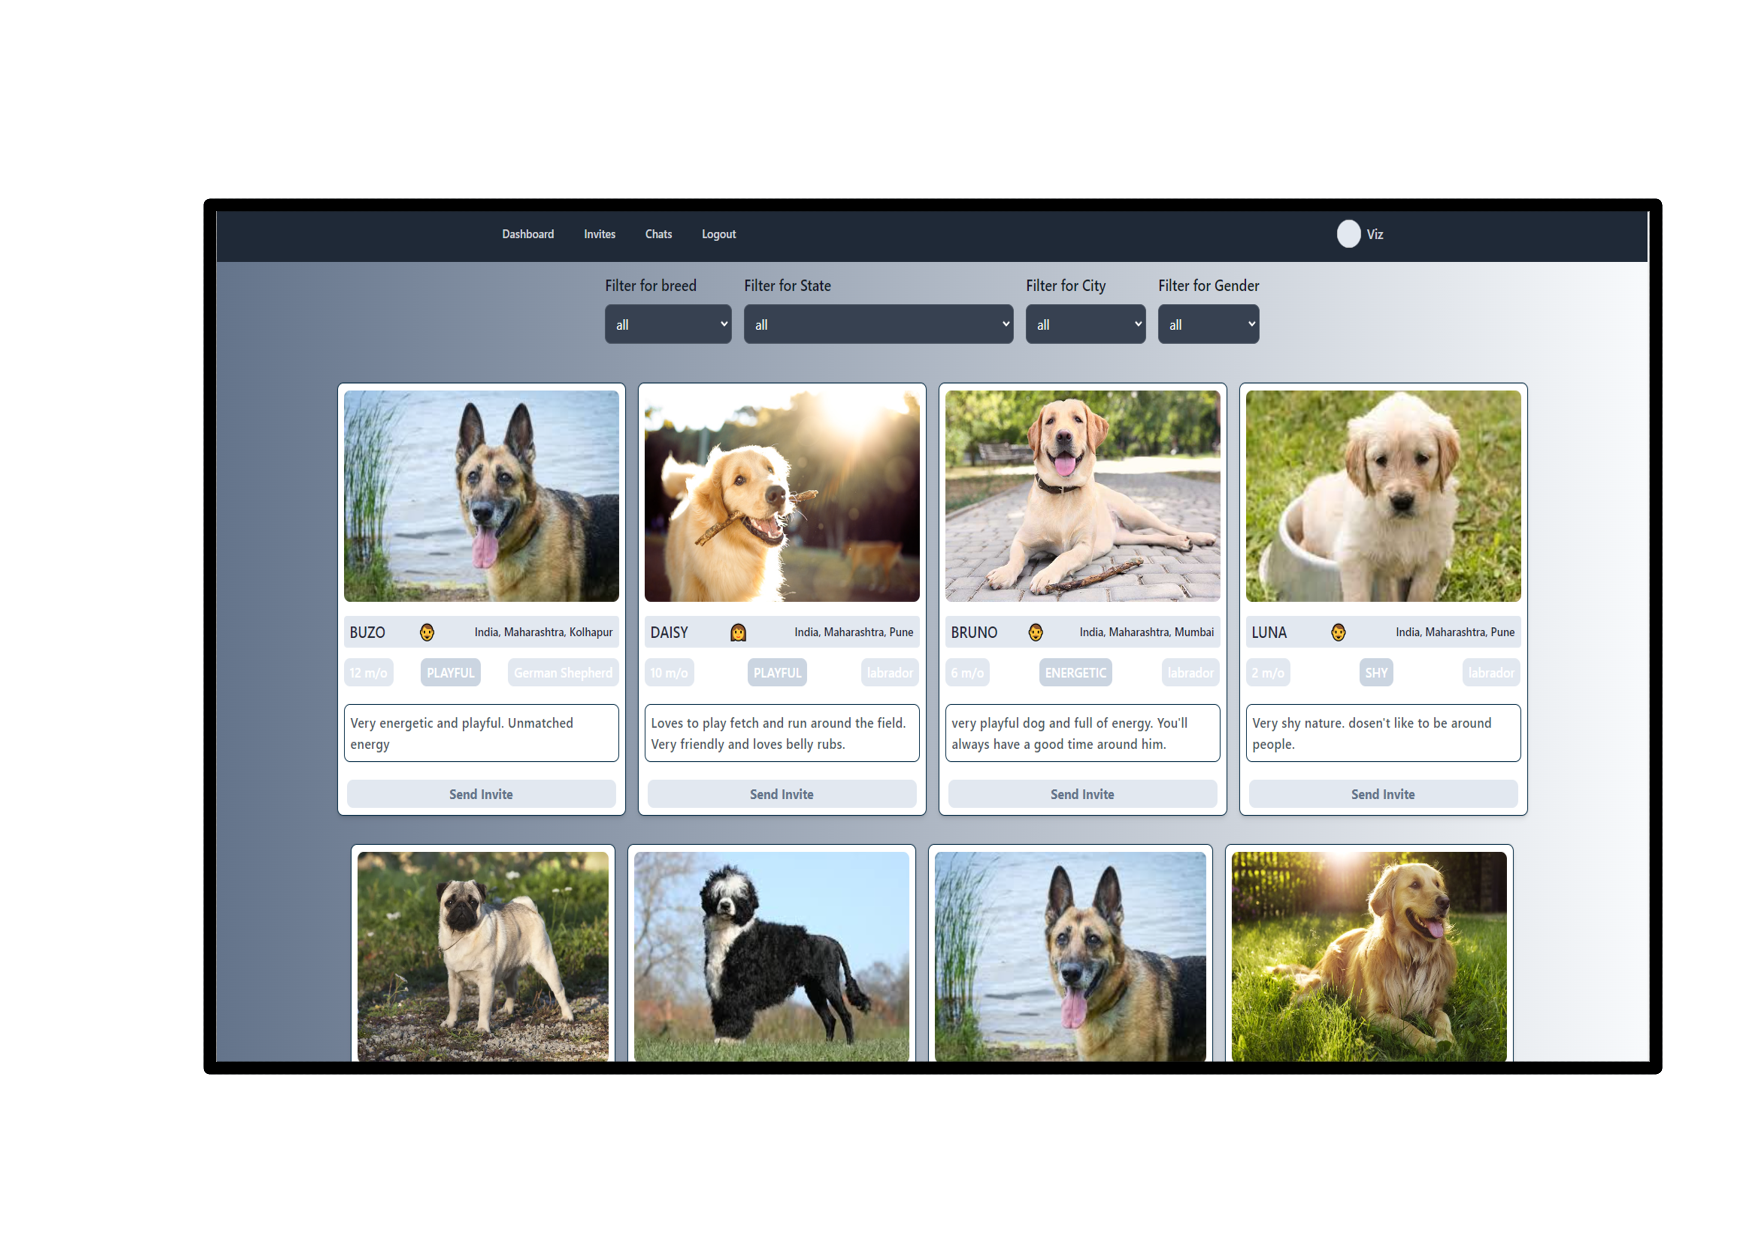 Dashboard Invites Chats Logout Viz
Filter for breed Filter for State Filter for City Filter for Gender
all all all all
BUZO India, Maharashtra, Kolhapur
12 m/o PLAYFUL German Shepherd
Very energetic and playful. Unmatched
energy
Send Invite
DAISY India, Maharashtra, Pune
10 m/o PLAYFUL labrador
Loves to play fetch and run around the field.
Very friendly and loves belly rubs.
Send Invite
BRUNO India, Maharashtra, Mumbai
6 m/o ENERGETIC labrador
very playful dog and full of energy. You'll
always have a good time around him.
Send Invite
LUNA India, Maharashtra, Pune
2 m/o SHY labrador
Very shy nature. dosen't like to be around
people.
Send Invite